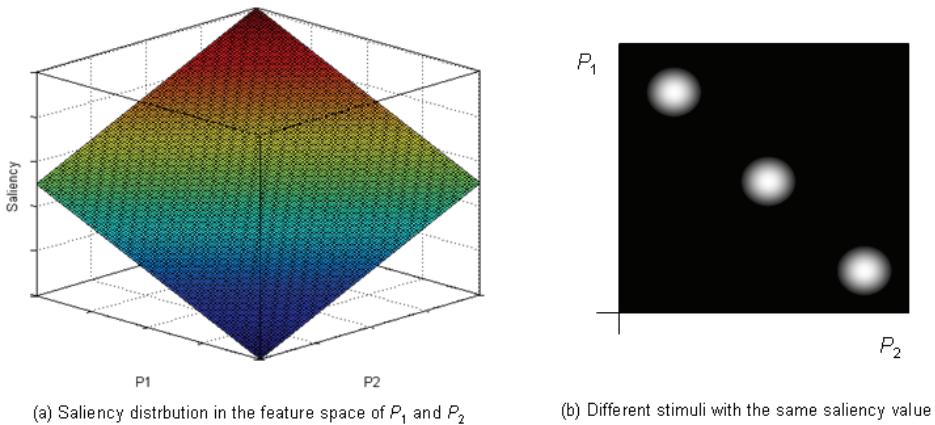 Saliency
P1
P2
(a) Saliency distrbution in the feature space of P1 and P2
P1
P2
(b) Different stimuli with the same saliency value